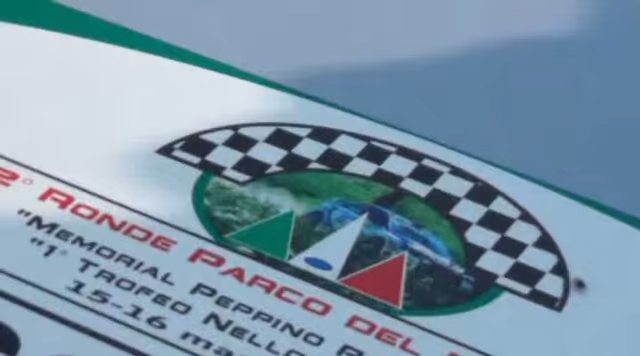 2° RONDE PARCO DEL
"MEMORIAL PEPPINO
"1° TROFEO NELLO
15-16